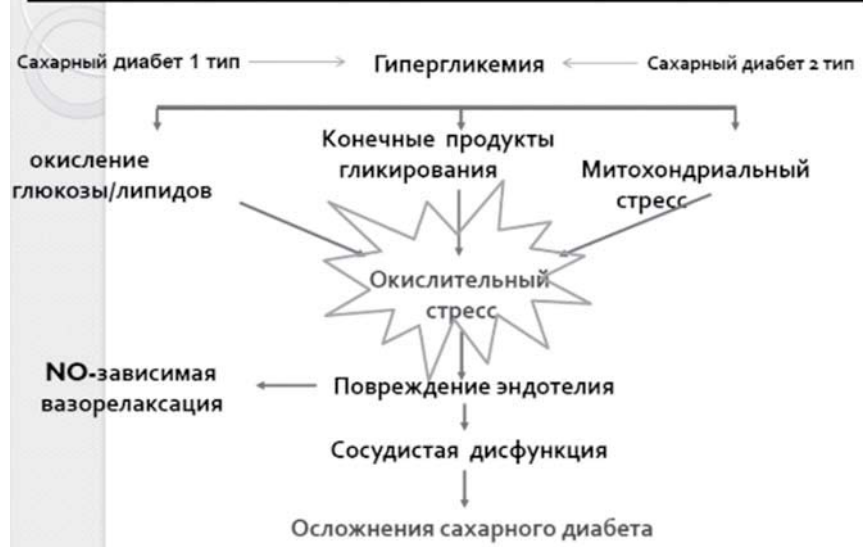 Сахарный диабет 1 тип
Гипергликемия
Сахарный диабет 2 тип
окисление
глюкозы/липидов
Конечные продукты
гликирования
Митохондриальный
стресс
Окислительный
стресс
NO-зависимая
вазорелаксация
Повреждение эндотелия
Сосудистая дисфункция
Осложнения сахарного диабета